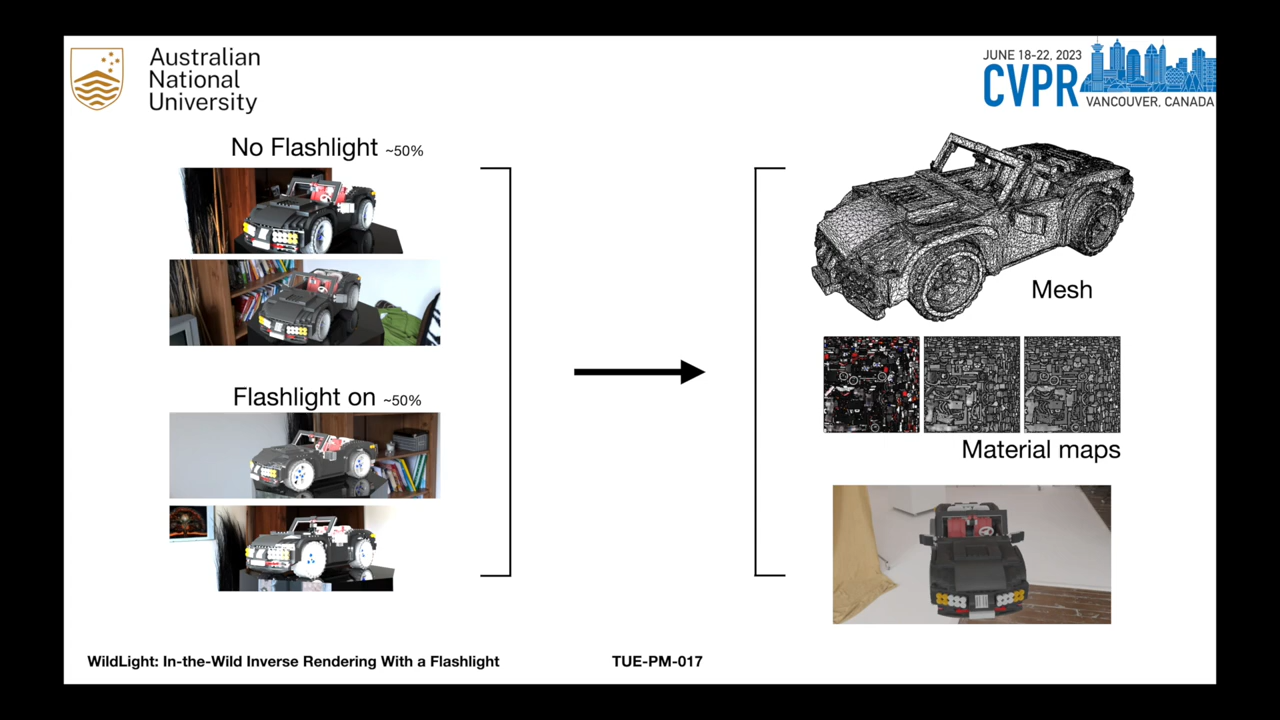 Australian
National
University
JUNE 18-22, 2023
CVPR
VANCOUVER, CANADA
No Flashlight ~50%
Flashlight on ~50%
Mesh
Material maps
WildLight: In-the-Wild Inverse Rendering With a Flashlight
TUE-PM-017